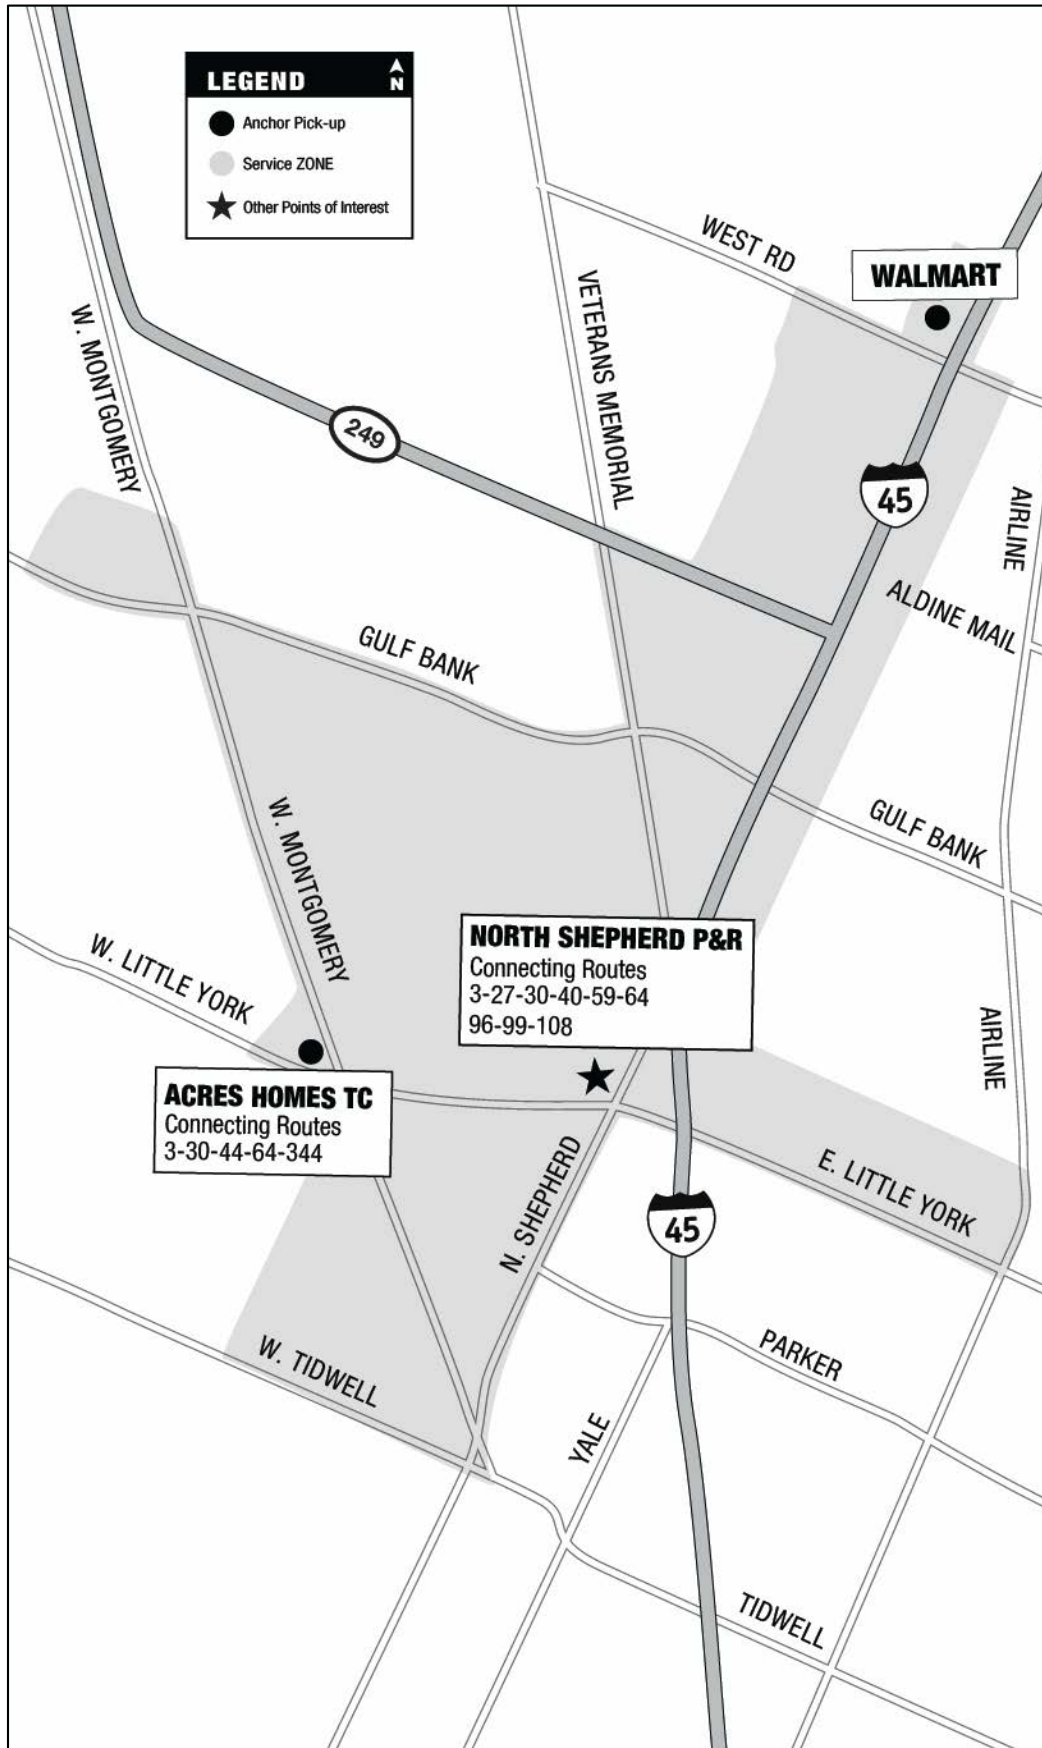 LEGEND
N
Anchor Pick-up
Service ZONE
Other Points of Interest
WEST RD
WALMART
W. MONTGOMERY
VETERANS MEMORIAL
249
45
AIRLINE
ALDINE MAIL
GULF BANK
W. MONTGOMERY
GULF BANK
NORTH SHEPHERD P&R
Connecting Routes
3-27-30-40-59-64
96-99-108
W. LITTLE YORK
AIRLINE
ACRES HOMES TC
Connecting Routes
3-30-44-64-344
N. SHEPHERD
E. LITTLE YORK
45
W. TIDWELL
PARKER
YALE
TIDWELL